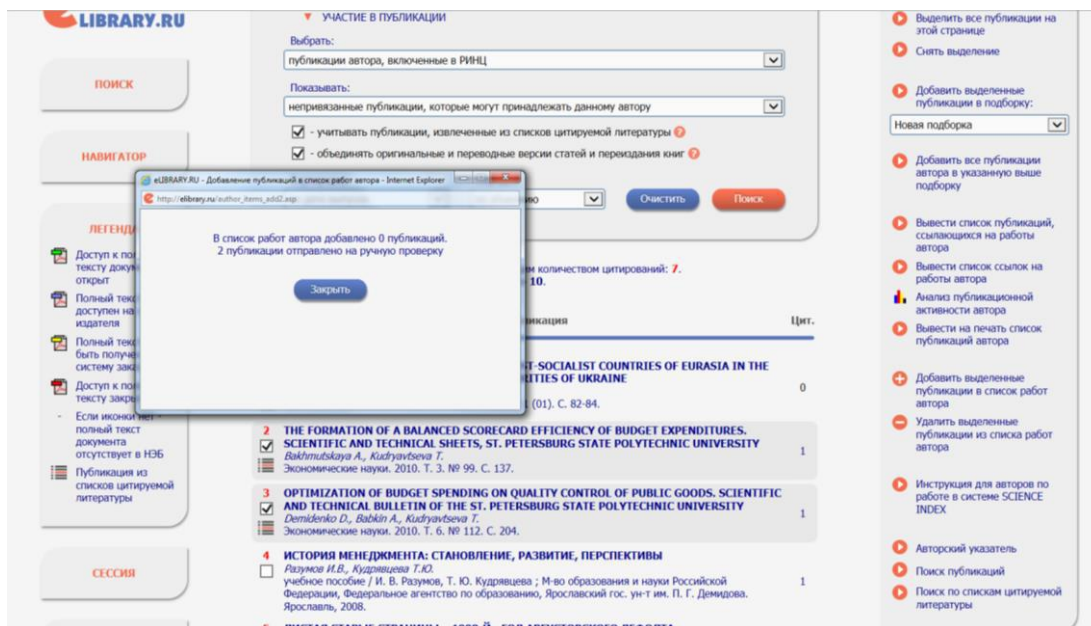 LIBRARY.RU
ПОИСК
НАВИГАТОР
ЛЕГЕНДА
Доступ к
тексту
открыт
Полный
доступен на
издателя
Полный
быть
систему
Доступ к
тексту
- Если иконки нет -
полный текст
документа
отсутствует в НЭБ
Публикация из
списков цитируемой
литературы
СЕССИЯ
УЧАСТИЕ В ПУБЛИКАЦИИ
Выбрать:
публикации автора, включенные в РИНЦ
Показывать:
непривязанные публикации, которые могут принадлежать данному автору
- учитывать публикации, извлеченные из списков цитируемой литературы ?
- объединять оригинальные и переводные версии статей и переиздания книг ?
Очистить Поиск
eLIBRARY.RU - Добавление публикаций в список работ автора - Internet Explorer
http://elibrary.ru/author_items_add2.asp
В список работ автора добавлено 0 публикаций.
2 публикации отправлено на ручную проверку
Закрыть
количеством цитирований: 7.
10.
Цит.
T-SOCIALIST COUNTRIES OF EURASIA IN THE
ITIES OF UKRAINE
0
(01). С. 82-84.
2 THE FORMATION OF A BALANCED SCORECARD EFFICIENCY OF BUDGET EXPENDITURES.
SCIENTIFIC AND TECHNICAL SHEETS, ST. PETERSBURG STATE POLYTECHNIC UNIVERSITY
Bakhmutskaya A., Kudryavtseva T.
Экономические науки. 2010. Т. 3. № 99. С. 137.
1
3 OPTIMIZATION OF BUDGET SPENDING ON QUALITY CONTROL OF PUBLIC GOODS. SCIENTIFIC
AND TECHNICAL BULLETIN OF THE ST. PETERSBURG STATE POLYTECHNIC UNIVERSITY
Demidenko D., Babkin A., Kudryavtseva T.
Экономические науки. 2010. Т. 6. № 112. С. 204.
1
4 ИСТОРИЯ МЕНЕДЖМЕНТА: СТАНОВЛЕНИЕ, РАЗВИТИЕ, ПЕРСПЕКТИВЫ
Разумов И.В., Кудрявцева Т.Ю.
учебное пособие / И. В. Разумов, Т. Ю. Кудрявцева ; М-во образования и науки Российской
Федерации, Федеральное агентство по образованию, Ярославский гос. ун-т им. П. Г. Демидова.
Ярославль, 2008.
1
Выделить все публикации на
этой странице
Снять выделение
Добавить выделенные
публикации в подборку:
Новая подборка
Добавить все публикации
автора в указанную выше
подборку
Вывести список публикаций,
ссылающихся на работы
автора
Вывести список ссылок на
работы автора
Анализ публикационной
активности автора
Вывести на печать список
публикаций автора
Добавить выделенные
публикации в список работ
автора
Удалить выделенные
публикации из списка работ
автора
Инструкция для авторов по
работе в системе SCIENCE
INDEX
Авторский указатель
Поиск публикаций
Поиск по спискам цитируемой
литературы